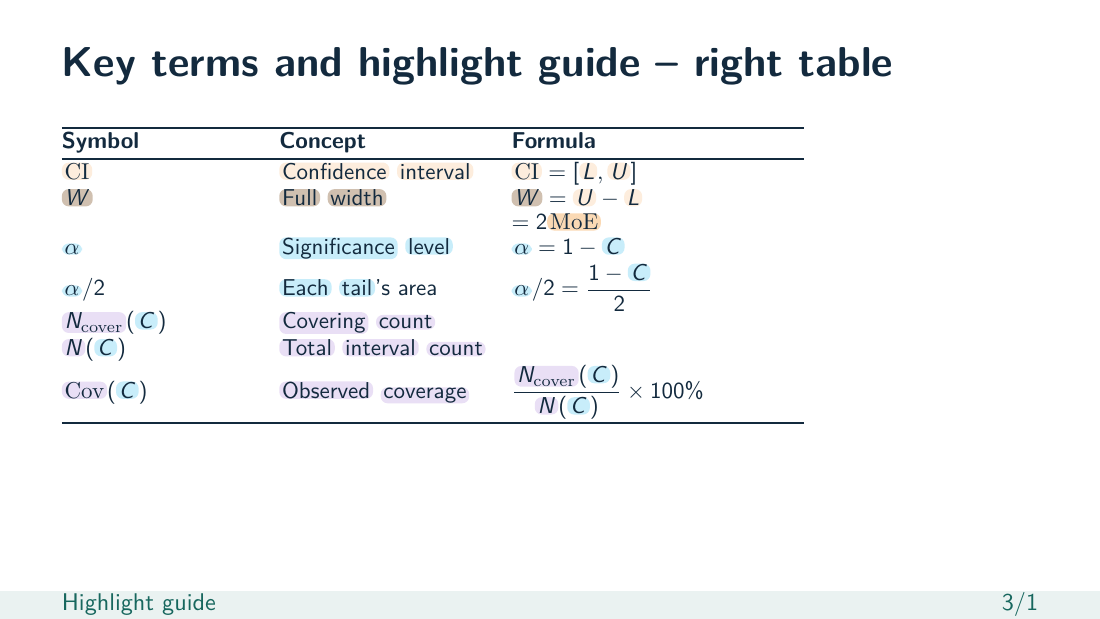 Key terms and highlight guide – right table
Symbol Concept Formula
CI Confidence interval CI = [L, U]
W Full width W = U − L
= 2MoE
α Significance level α = 1 − C
α/2 Each tail's area α/2 = (1 − C)/2
N_cover(C) Covering count
N(C) Total interval count
Cov(C) Observed coverage N_cover(C)/N(C) × 100%
Highlight guide 3/1